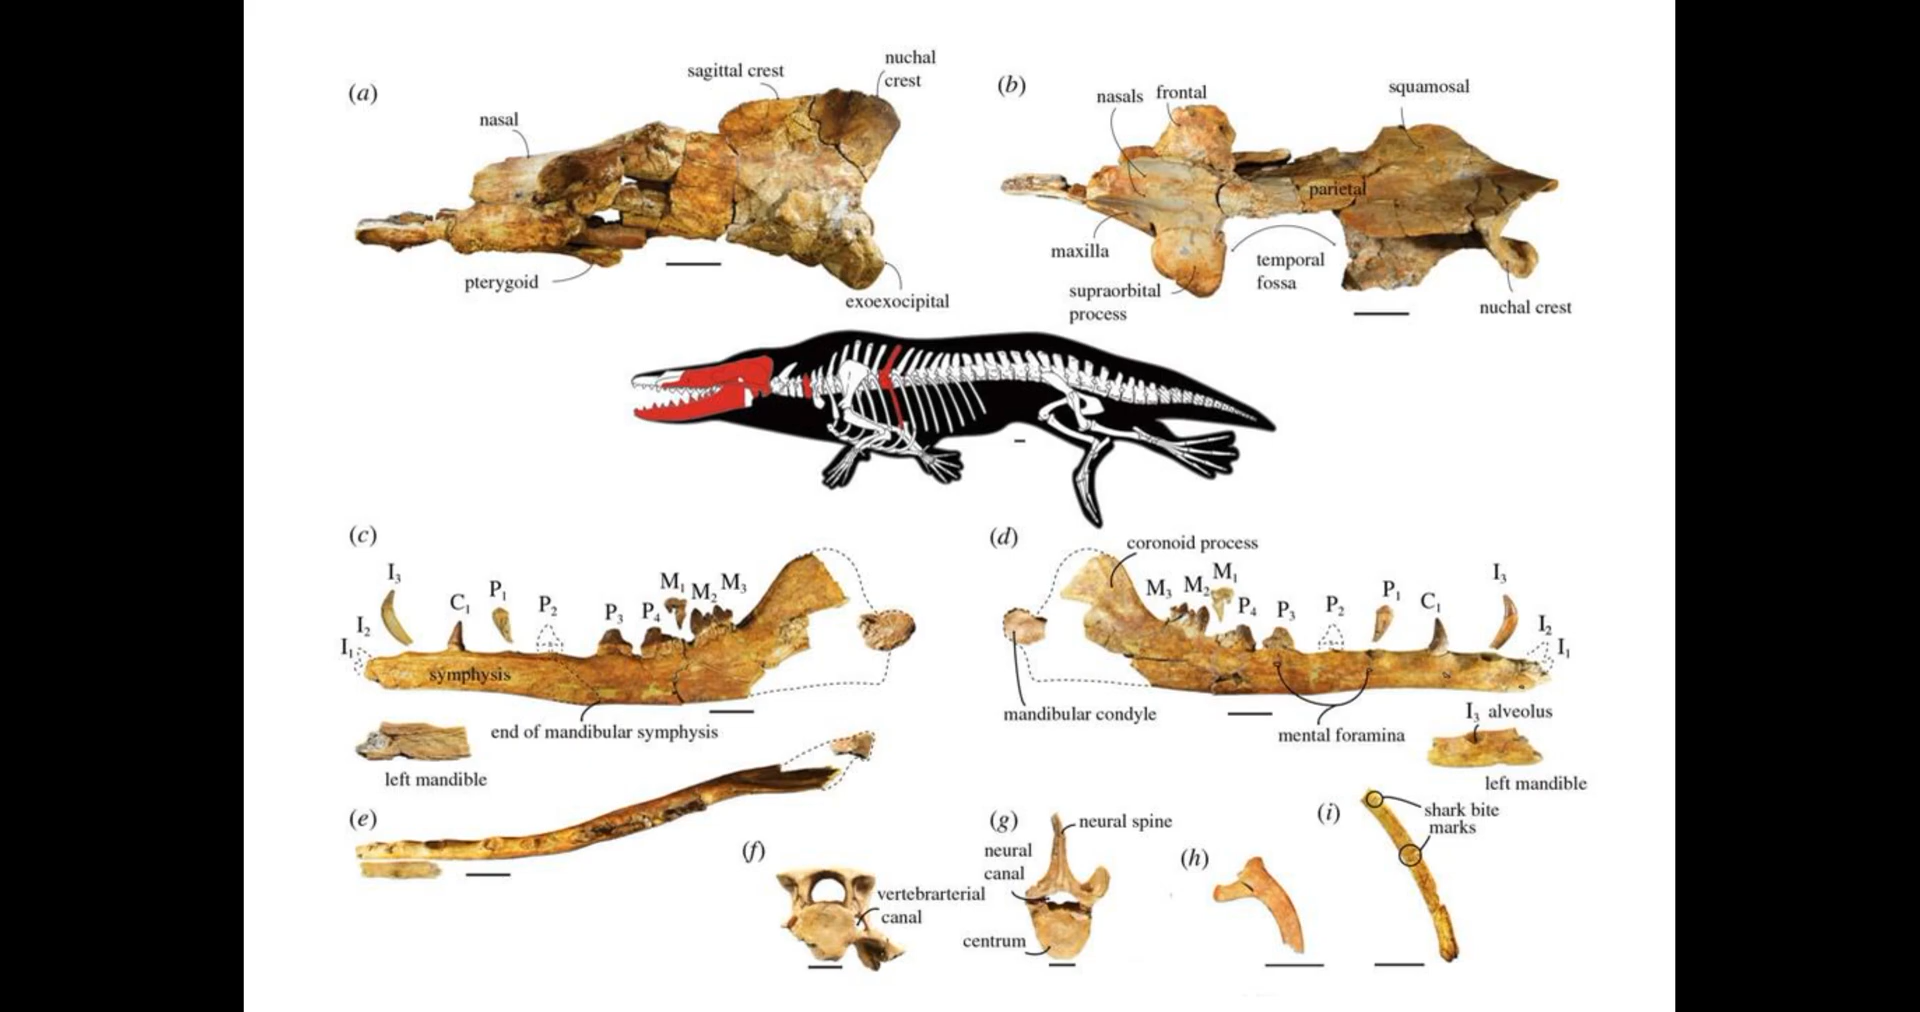 (a)
sagittal crest
nuchal
crest
nasal
pterygoid
exoexocipital
(b)
nasals
frontal
squamosal
parietal
maxilla
supraorbital
process
temporal
fossa
nuchal crest
(c)
I₃
I₂
I₁
C₁
P₁
P₂
P₃
P₄
M₁
M₂
M₃
symphysis
end of mandibular symphysis
left mandible
(d)
coronoid process
M₃
M₂
M₁
P₄
P₃
P₂
P₁
C₁
I₃
I₂
I₁
mandibular condyle
mental foramina
I₃ alveolus
left mandible
(e)
(f)
vertebrarterial
canal
(g)
neural spine
neural
canal
centrum
(h)
(i)
shark bite
marks